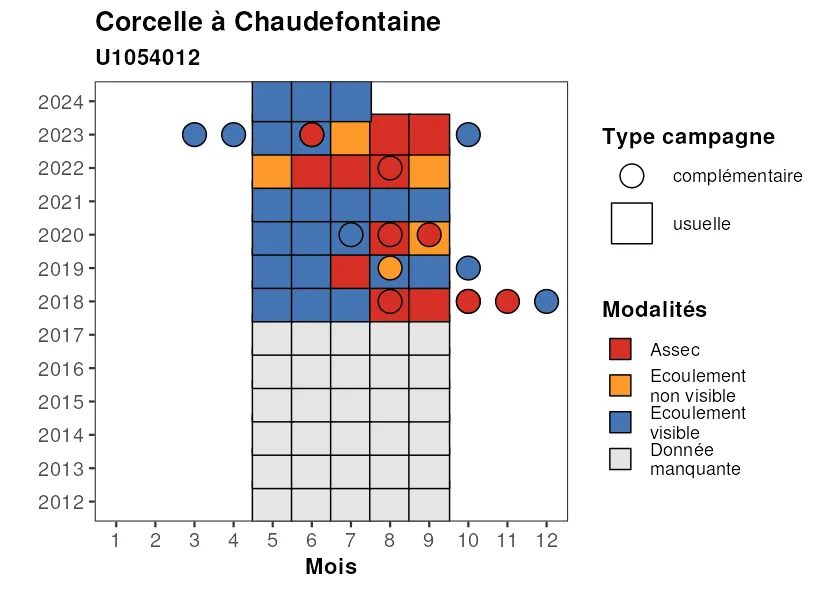 Corcelle à Chaudefontaine
U1054012
2024
2023
2022
2021
2020
2019
2018
2017
2016
2015
2014
2013
2012
1 2 3 4 5 6 7 8 9 10 11 12
Mois
Type campagne
complémentaire
usuelle
Modalités
Assec
Ecoulement
non visible
Ecoulement
visible
Donnée
manquante